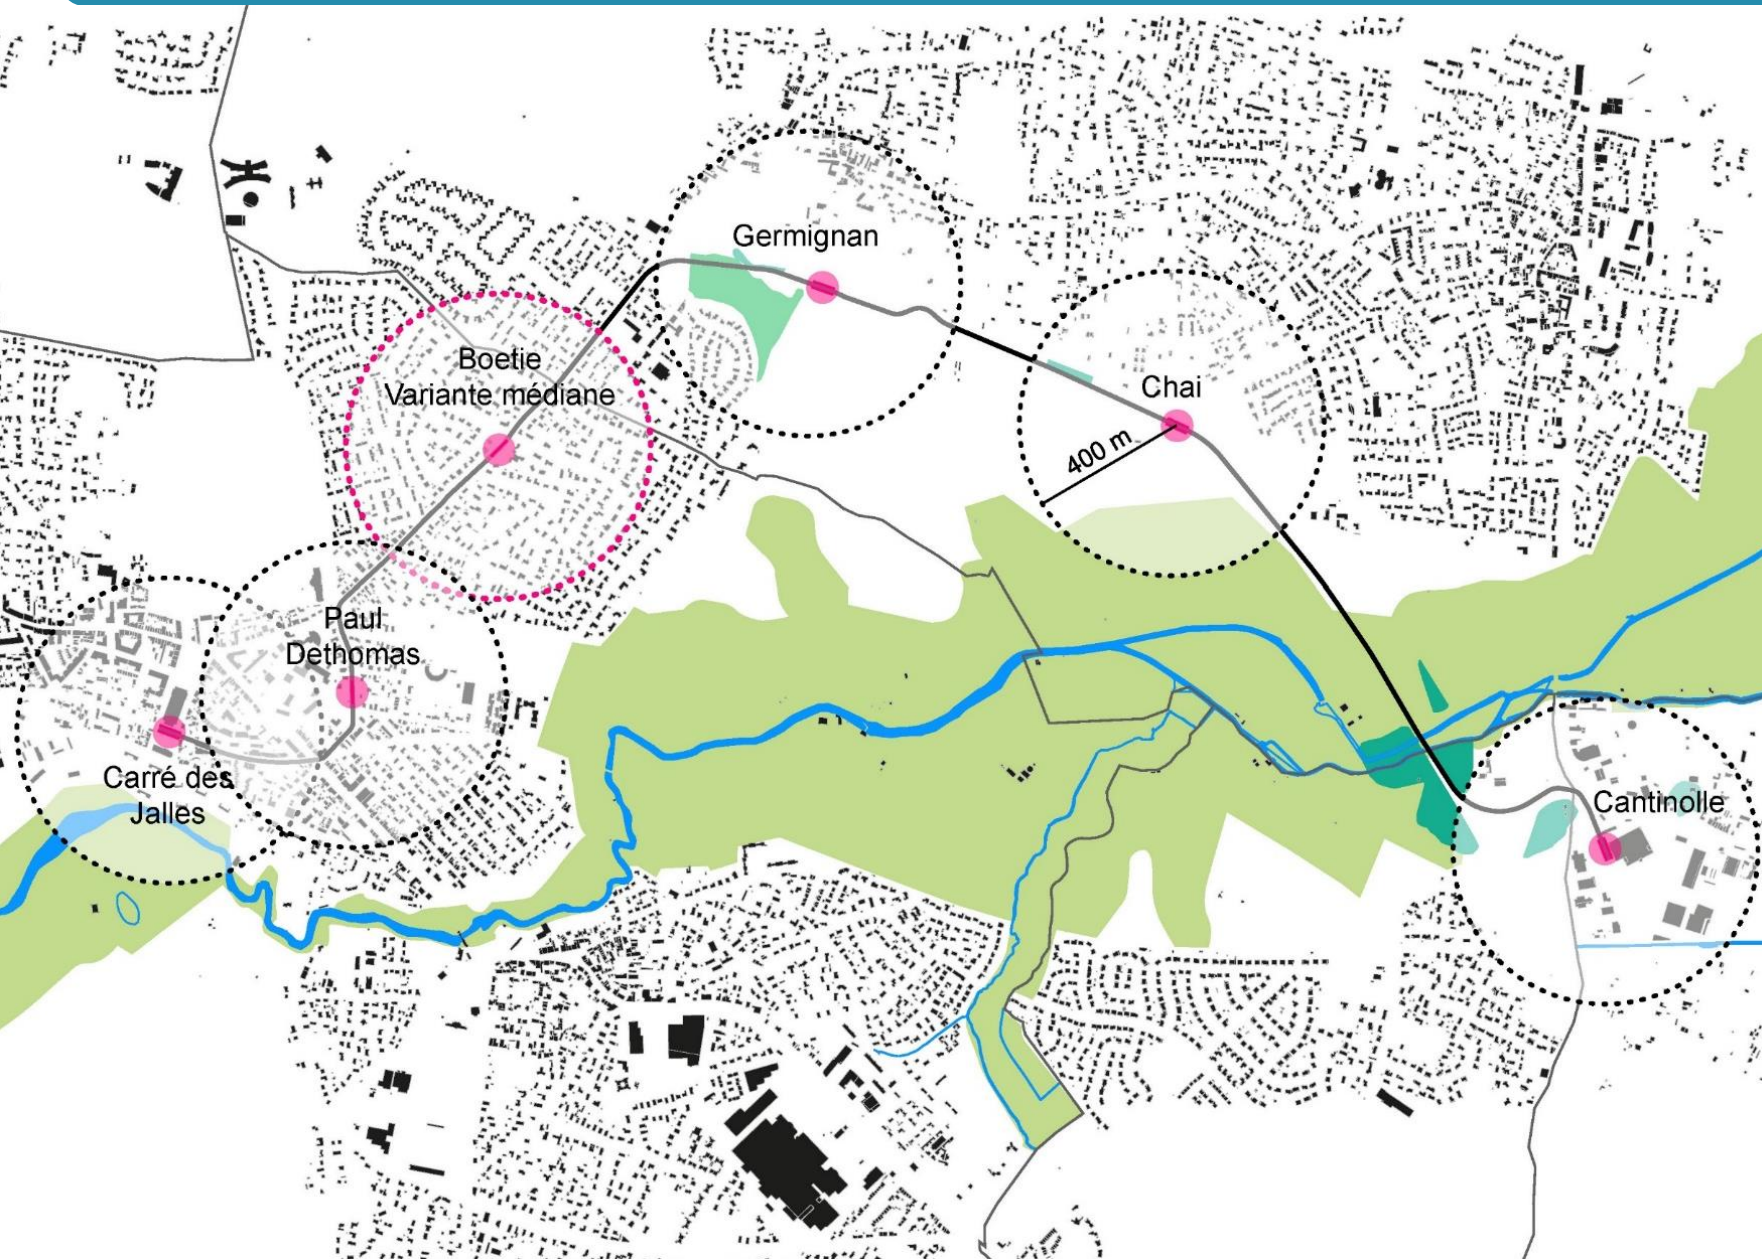 Germignan
Boetie
Variante médiane
Chai
400 m
Paul
Dethomas
Carré des
Jalles
Cantinolle